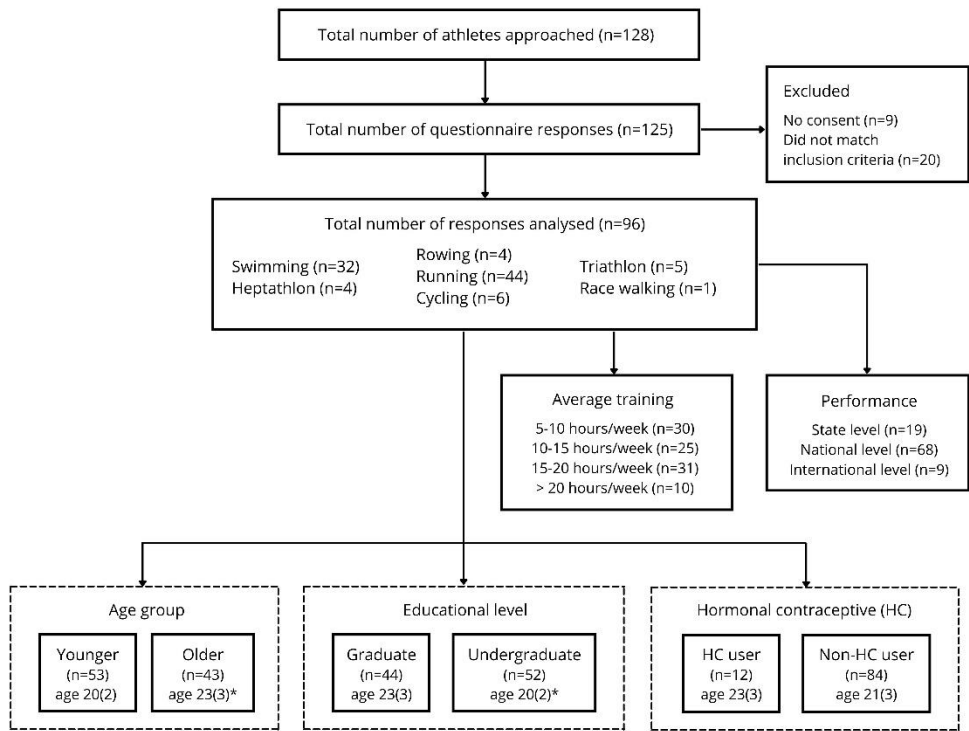 Total number of athletes approached (n=128)
Total number of questionnaire responses (n=125)
Excluded
No consent (n=9)
Did not match
inclusion criteria (n=20)
Total number of responses analysed (n=96)
Swimming (n=32)
Heptathlon (n=4)
Rowing (n=4)
Running (n=44)
Cycling (n=6)
Triathlon (n=5)
Race walking (n=1)
Average training
5-10 hours/week (n=30)
10-15 hours/week (n=25)
15-20 hours/week (n=31)
> 20 hours/week (n=10)
Performance
State level (n=19)
National level (n=68)
International level (n=9)
Age group
Younger
(n=53)
age 20(2)
Older
(n=43)
age 23(3)*
Educational level
Graduate
(n=44)
age 23(3)
Undergraduate
(n=52)
age 20(2)*
Hormonal contraceptive (HC)
HC user
(n=12)
age 23(3)
Non-HC user
(n=84)
age 21(3)